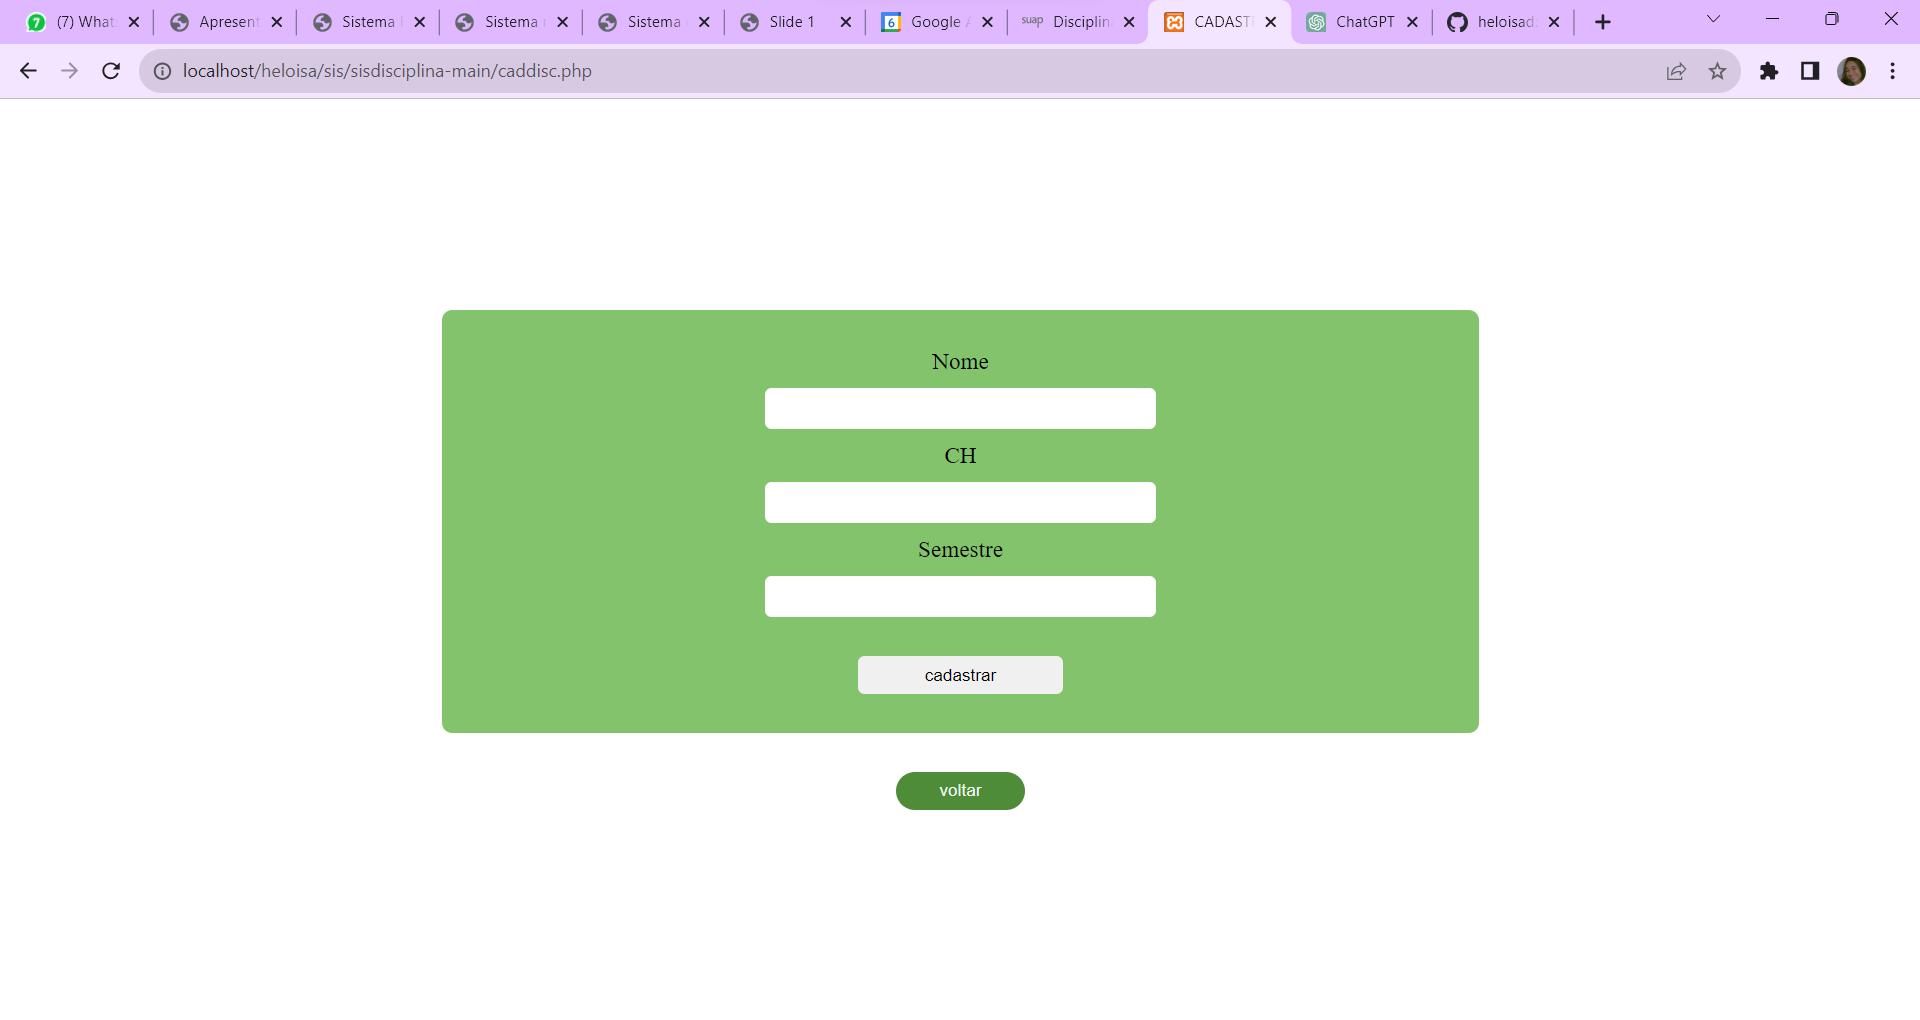 (7) What
Apresent
Sistema
Sistema
Sistema
Slide 1
6 Google A
suap Disciplin
CADAST
ChatGPT
heloisad
localhost/heloisa/sis/sisdisciplina-main/caddisc.php
Nome
CH
Semestre
cadastrar
voltar